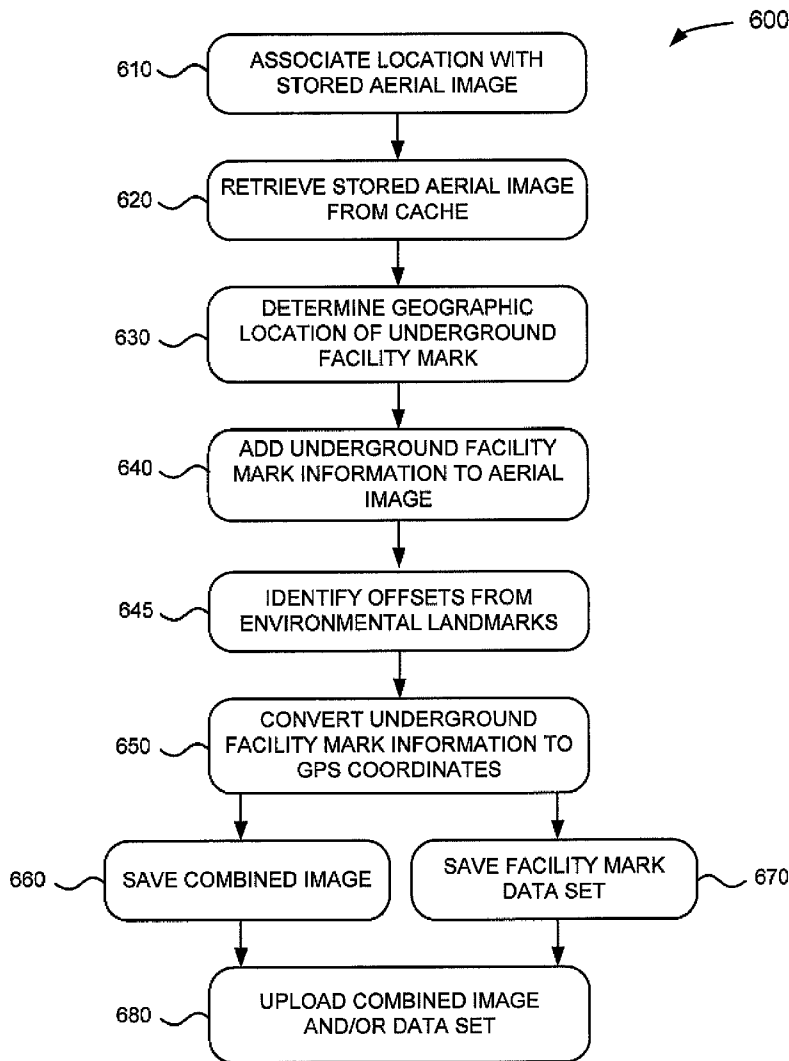 600
610
ASSOCIATE LOCATION WITH
STORED AERIAL IMAGE
620
RETRIEVE STORED AERIAL IMAGE
FROM CACHE
630
DETERMINE GEOGRAPHIC
LOCATION OF UNDERGROUND
FACILITY MARK
640
ADD UNDERGROUND FACILITY
MARK INFORMATION TO AERIAL
IMAGE
645
IDENTIFY OFFSETS FROM
ENVIRONMENTAL LANDMARKS
650
CONVERT UNDERGROUND
FACILITY MARK INFORMATION TO
GPS COORDINATES
660
SAVE COMBINED IMAGE
SAVE FACILITY MARK
DATA SET
670
680
UPLOAD COMBINED IMAGE
AND/OR DATA SET